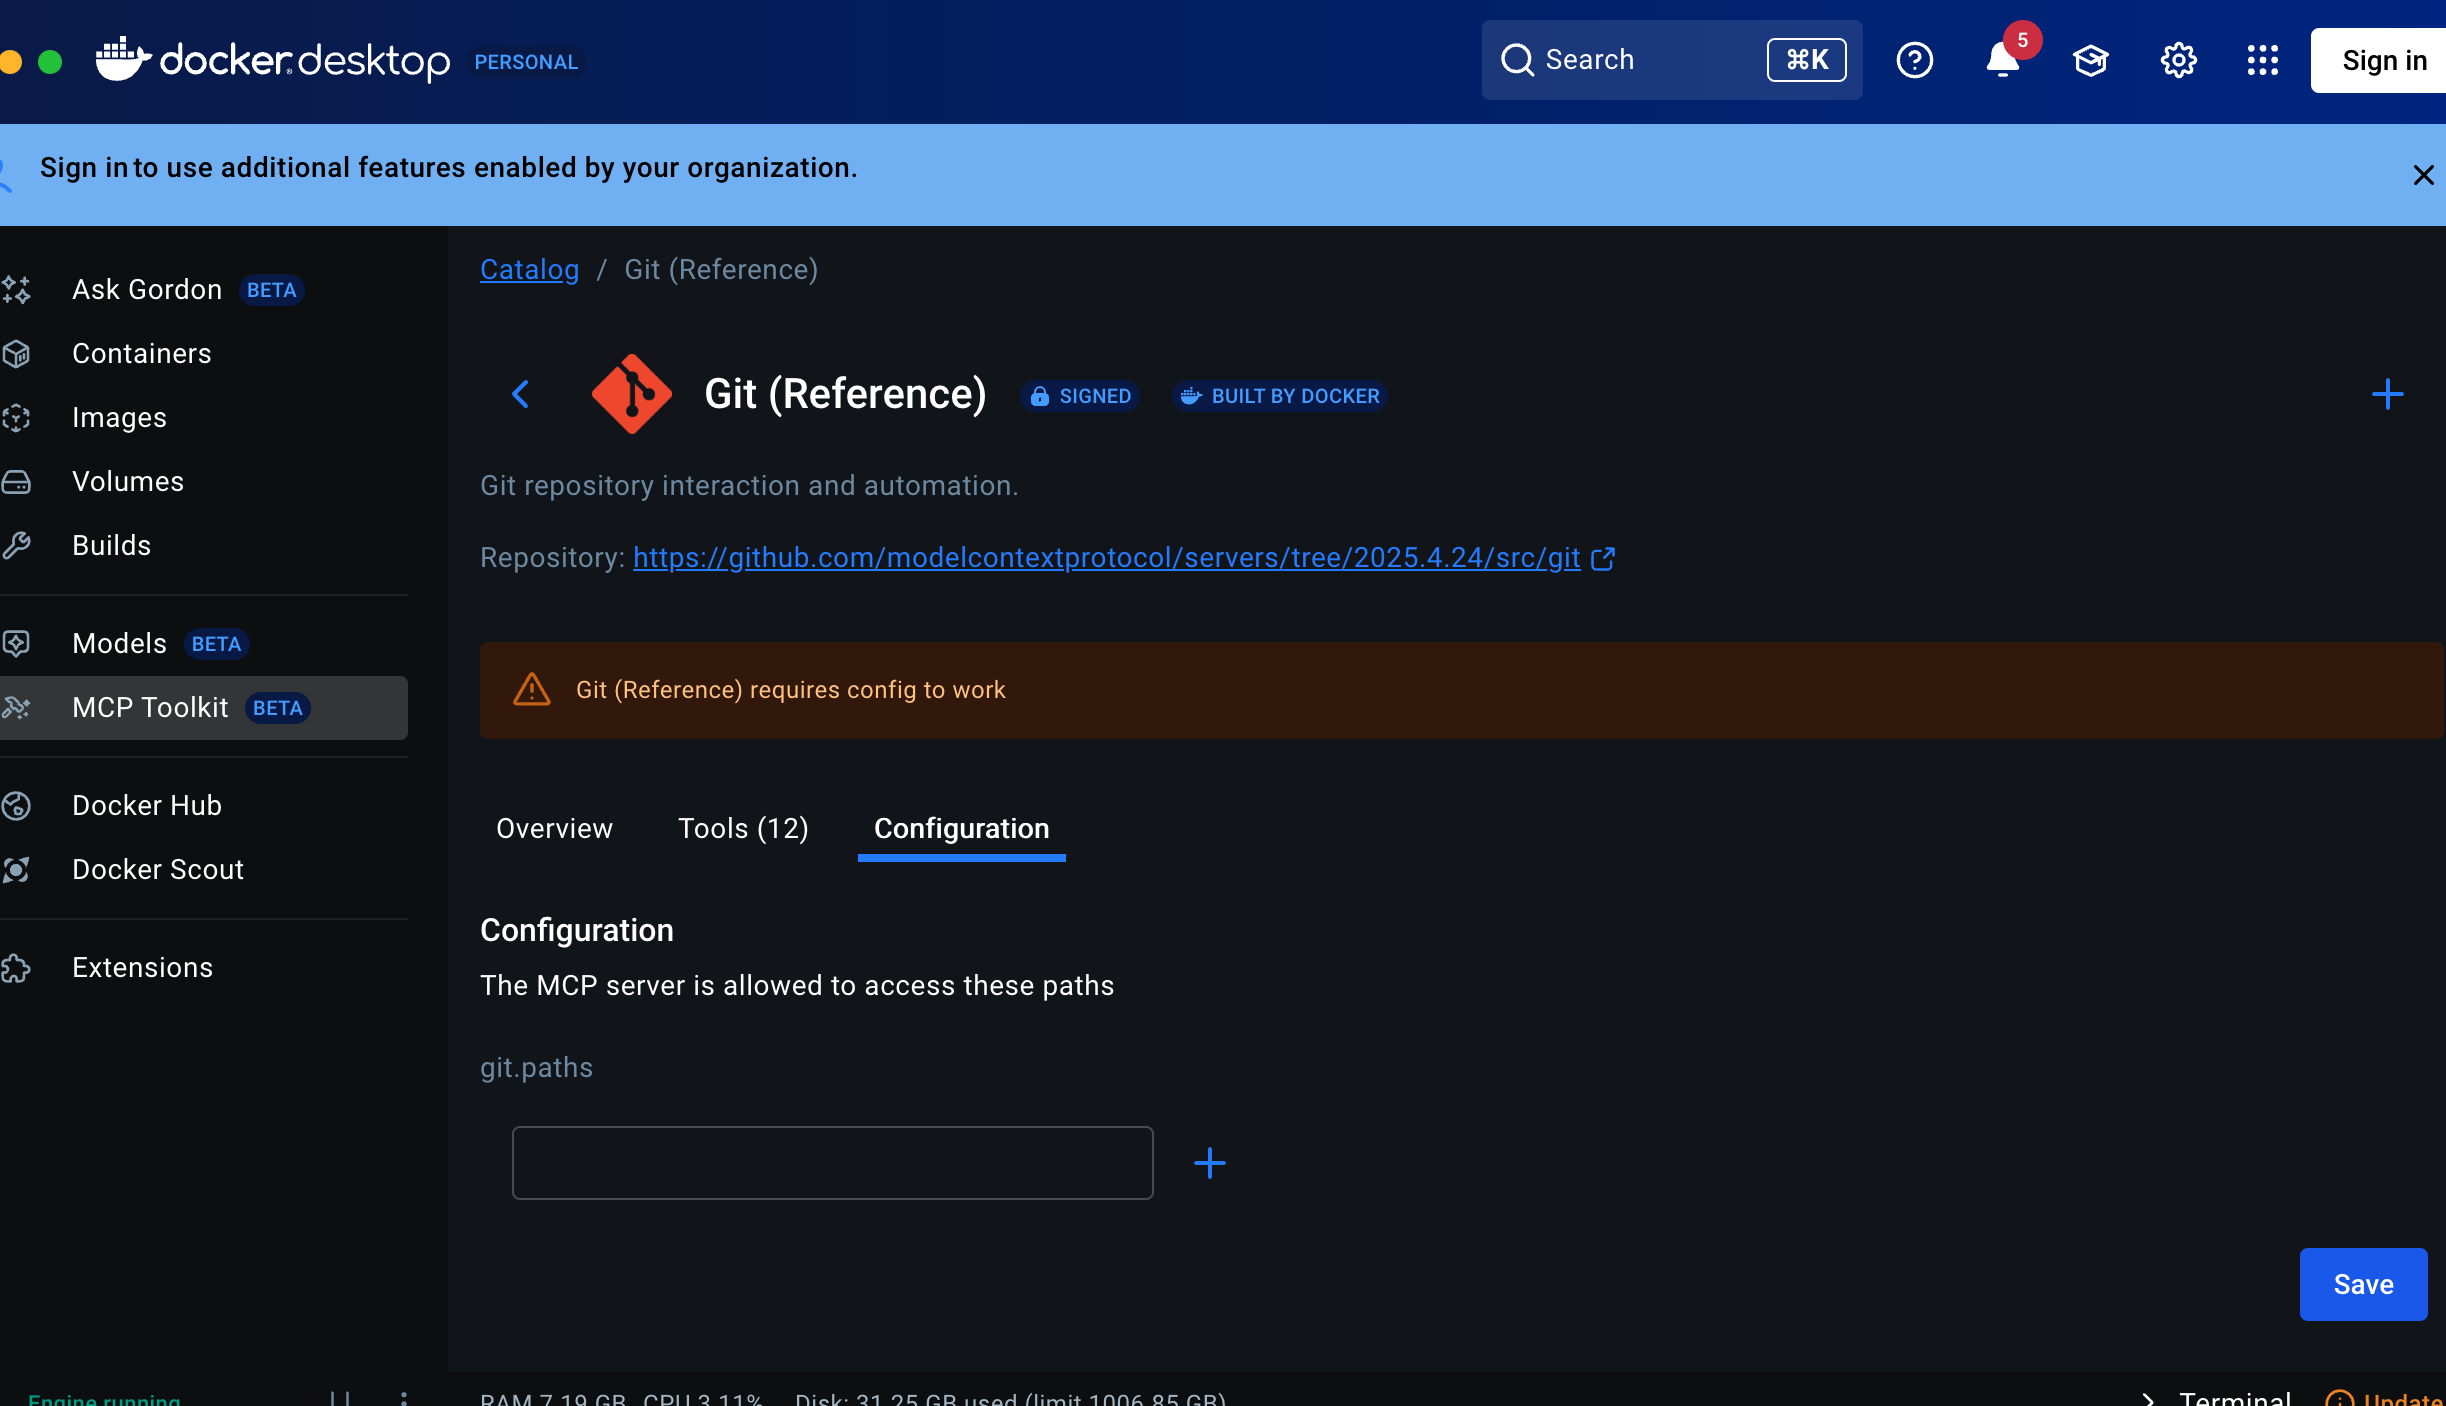 docker desktop PERSONAL
Search ⌘K
5
Sign in
Sign in to use additional features enabled by your organization.
Ask Gordon BETA
Containers
Images
Volumes
Builds
Models BETA
MCP Toolkit BETA
Docker Hub
Docker Scout
Extensions
Catalog / Git (Reference)
Git (Reference) SIGNED BUILT BY DOCKER
Git repository interaction and automation.
Repository: https://github.com/modelcontextprotocol/servers/tree/2025.4.24/src/git
Git (Reference) requires config to work
Overview Tools (12) Configuration
Configuration
The MCP server is allowed to access these paths
git.paths
Save
Engine running
RAM 7.19 GB CPU 3.11% Disk: 31.25 GB used (limit 1006.85 GB)
Terminal
Update